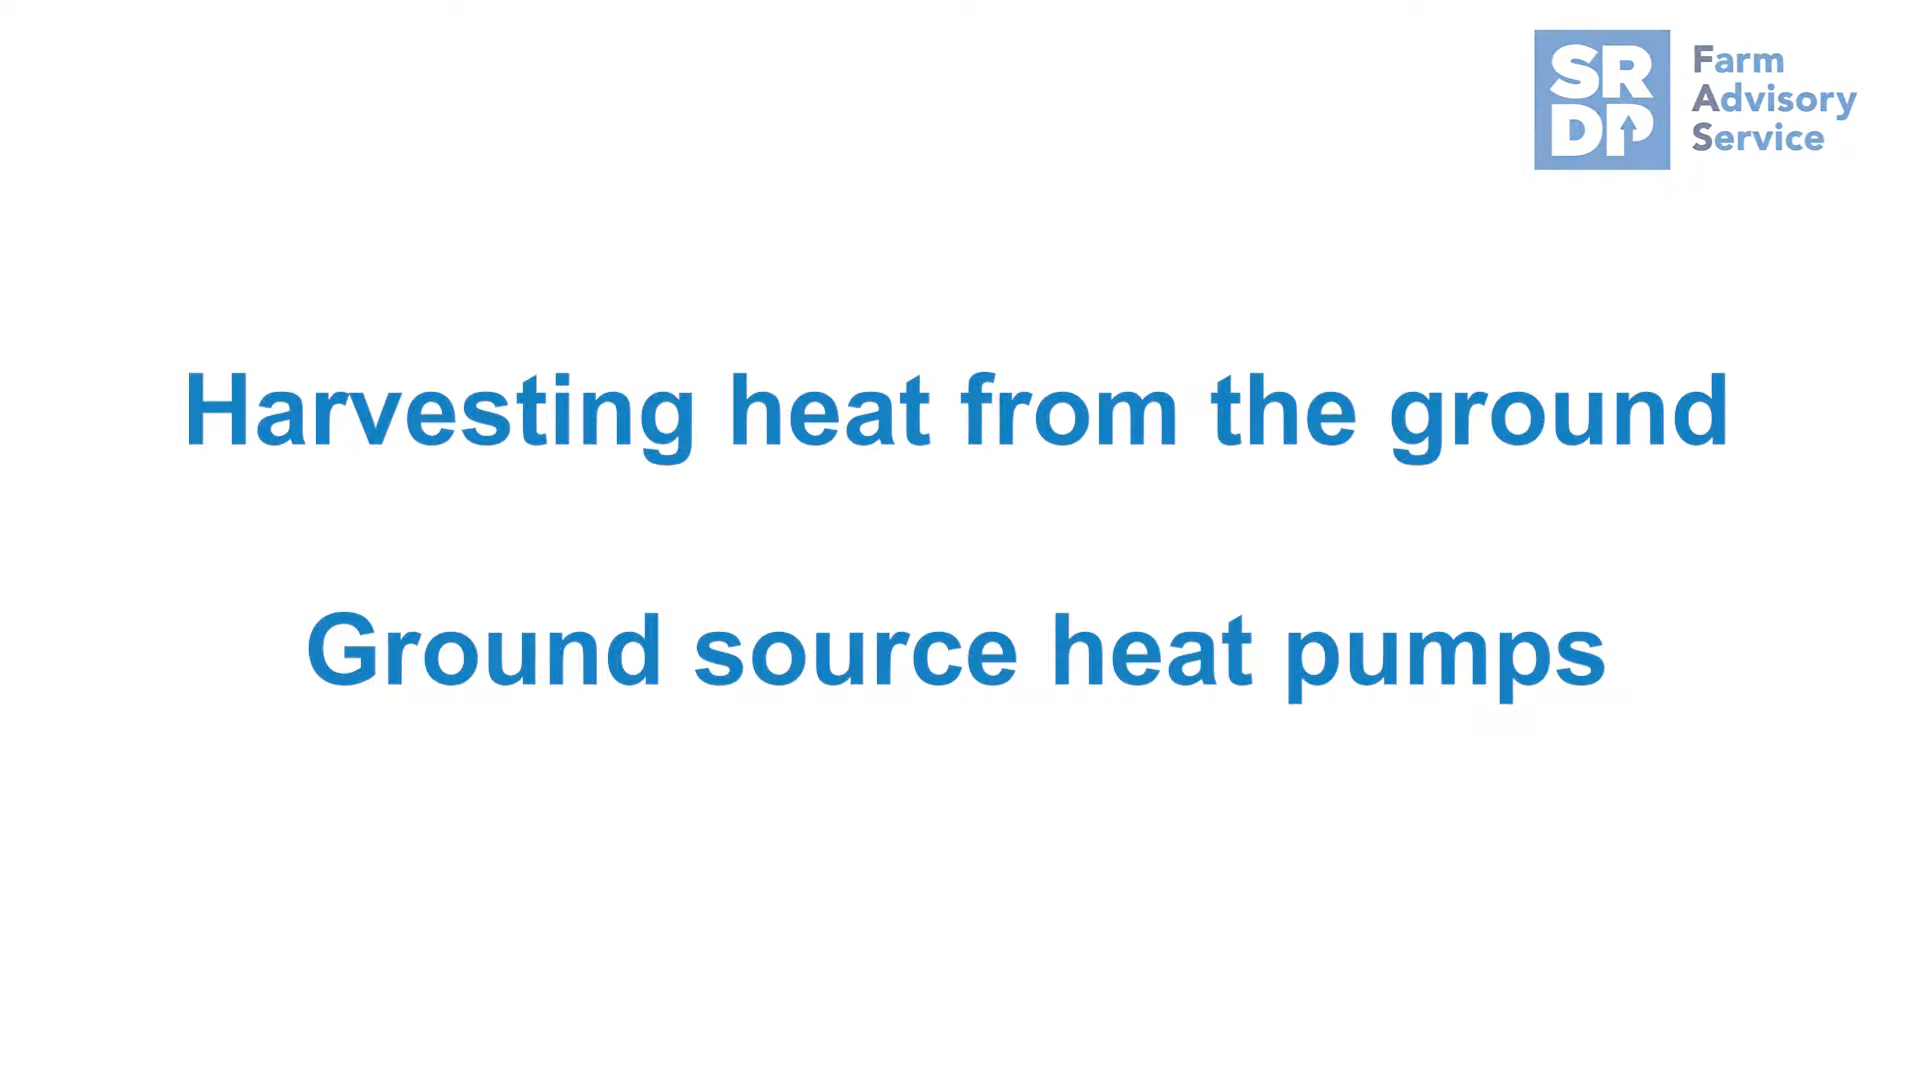 SR
DP
Farm
Advisory
Service
Harvesting heat from the ground
Ground source heat pumps